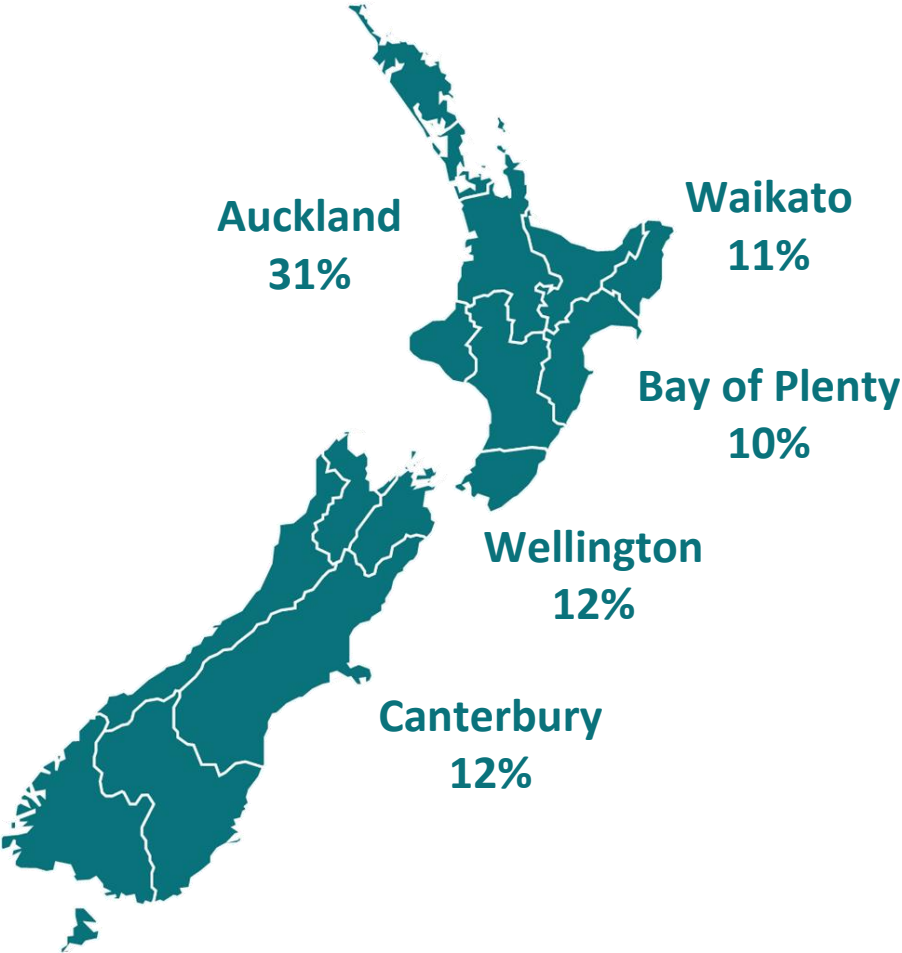 Auckland
31%
Waikato
11%
Bay of Plenty
10%
Wellington
12%
Canterbury
12%